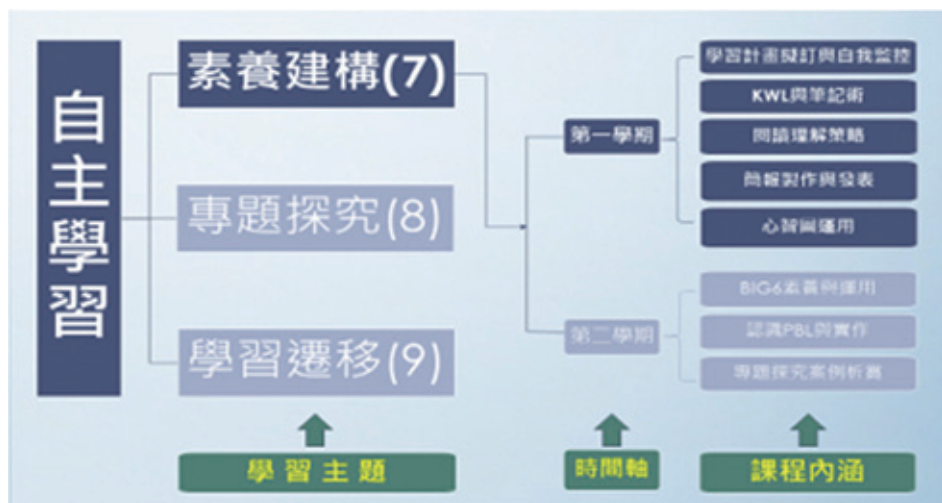 自主學習
素養建構(7)
專題探究(8)
學習遷移(9)
第一學期
第二學期
學習計畫擬訂與自我監控
KWL與筆記術
閱讀理解策略
簡報製作與發表
心智圖運用
BIG6素養與運用
認識PBL與實作
專題探究案例析賞
學習主題
時間軸
課程內涵